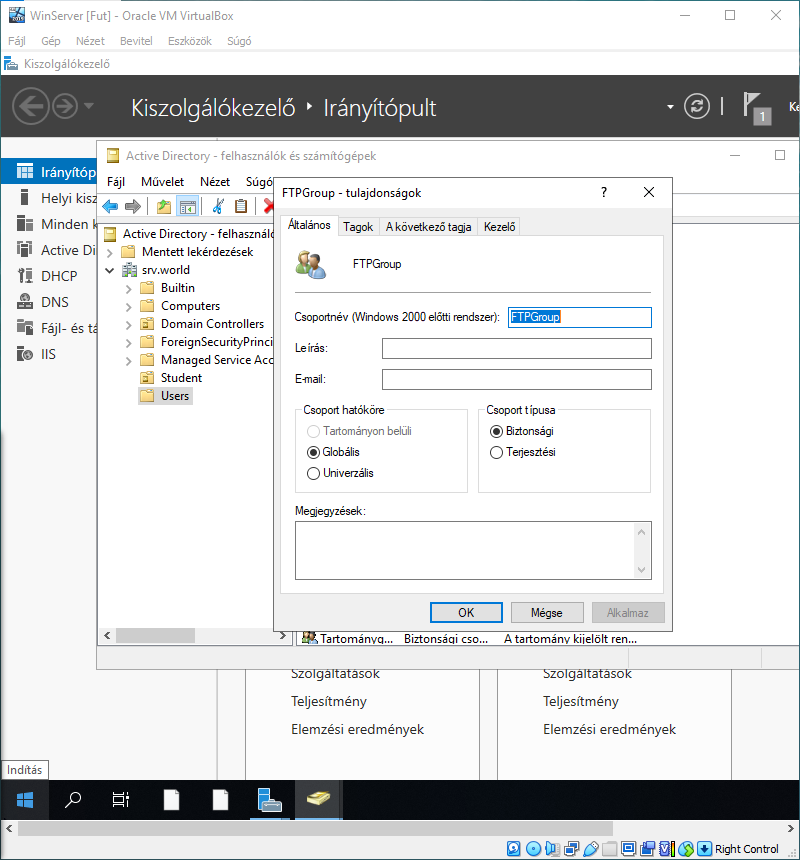 WinServer [Fut] - Oracle VM VirtualBox
Fájl Gép Nézet Bevitel Eszközök Súgó
Kiszolgálókezelő
Kiszolgálókezelő Irányítópult
1
Ke
Irányítóp
Helyi kisz
Minden k
Active Di
DHCP
DNS
Fájl- és tá
IIS
Active Directory - felhasználók és számítógépek
Fájl Művelet Nézet Súgó
Active Directory - felhasználó
Mentett lekérdezések
srv.world
Builtin
Computers
Domain Controllers
ForeignSecurityPrinci
Managed Service Acc
Student
Users
FTPGroup - tulajdonságok
Általános Tagok A következő tagja Kezelő
FTPGroup
Csoportnév (Windows 2000 előtti rendszer): FTPGroup
Leírás:
E-mail:
Csoport hatóköre
Tartományon belüli
Globális
Univerzális
Csoport típusa
Biztonsági
Terjesztési
Megjegyzések:
OK Mégse Alkalmaz
Tartományg... Biztonsági cso... A tartomány kijelölt ren...
Szolgáltatások Szolgáltatások
Teljesítmény Teljesítmény
Elemzési eredmények Elemzési eredmények
Indítás
Right Control